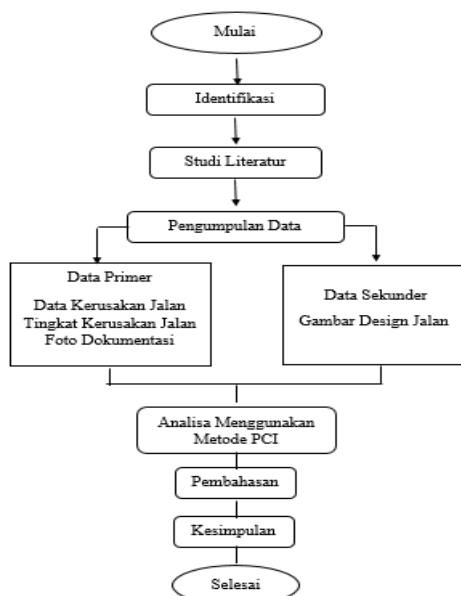 Mulai
Identifikasi
Studi Literatur
Pengumpulan Data
Data Primer
Data Kerusakan Jalan
Tingkat Kerusakan Jalan
Foto Dokumentasi
Data Sekunder
Gambar Design Jalan
Analisa Menggunakan
Metode PCI
Pembahasan
Kesimpulan
Selesai